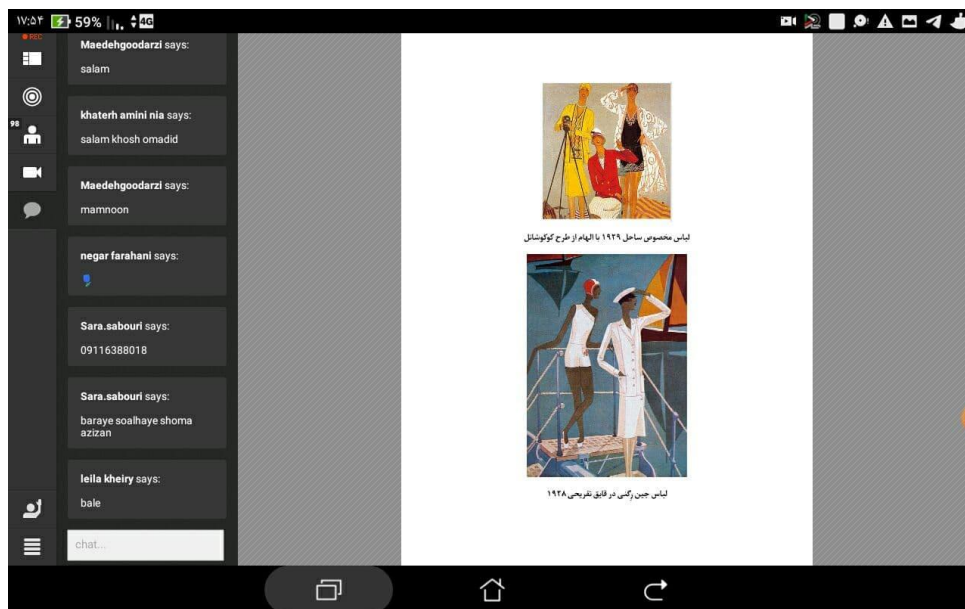 ۱۷:۵۴
59%
4G
REC
98
Maedehgoodarzi says:
salam
khaterh amini nia says:
salam khosh omadid
Maedehgoodarzi says:
mamnoon
negar farahani says:
Sara.sabouri says:
09116388018
Sara.sabouri says:
baraye soalhaye shoma
azizan
leila kheiry says:
bale
chat...
لباس مخصوص ساحل ۱۹۲۹ با الهام از طرح کوکوشانل
لباس جین رگنی در قایق تفریحی ۱۹۲۸